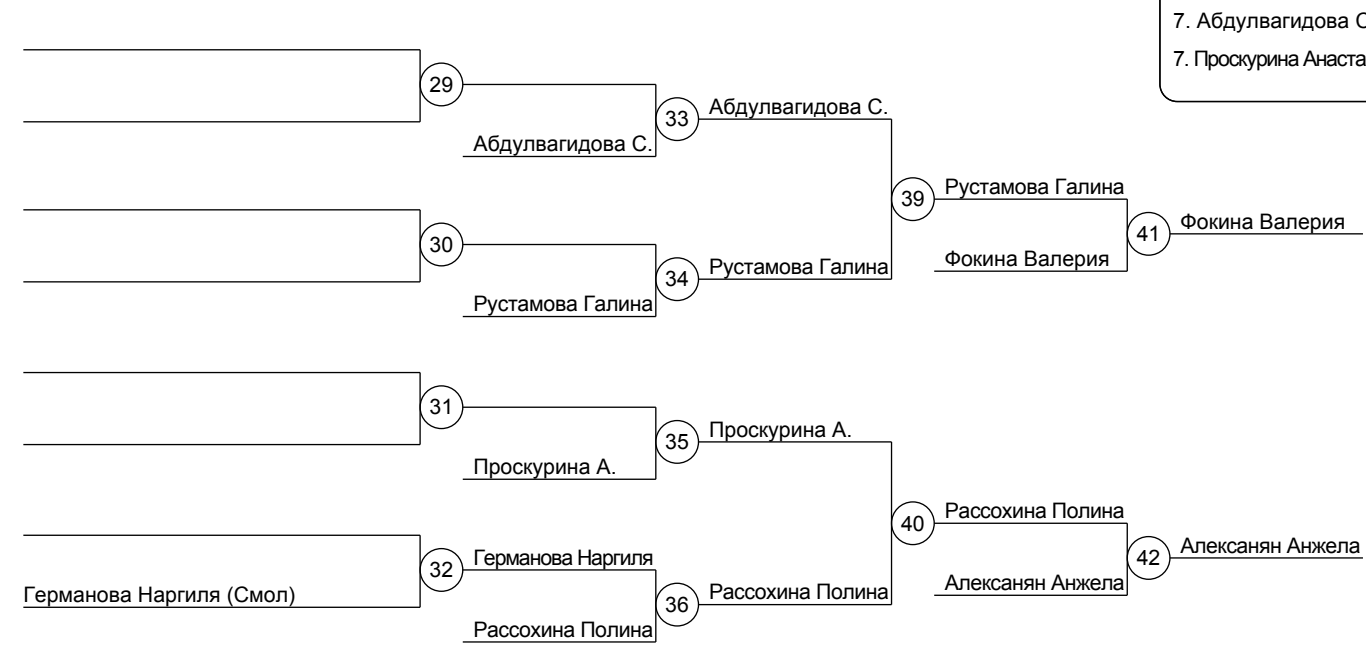 7. Абдулвагидова С
7. Проскурина Анаста
29
33
Абдулвагидова С.
Абдулвагидова С.
39
Рустамова Галина
41
Фокина Валерия
30
34
Рустамова Галина
Фокина Валерия
Рустамова Галина
31
35
Проскурина А.
Проскурина А.
40
Рассохина Полина
42
Алексанян Анжела
32
Германова Наргиля
Алексанян Анжела
Германова Наргиля (Смол)
36
Рассохина Полина
Рассохина Полина